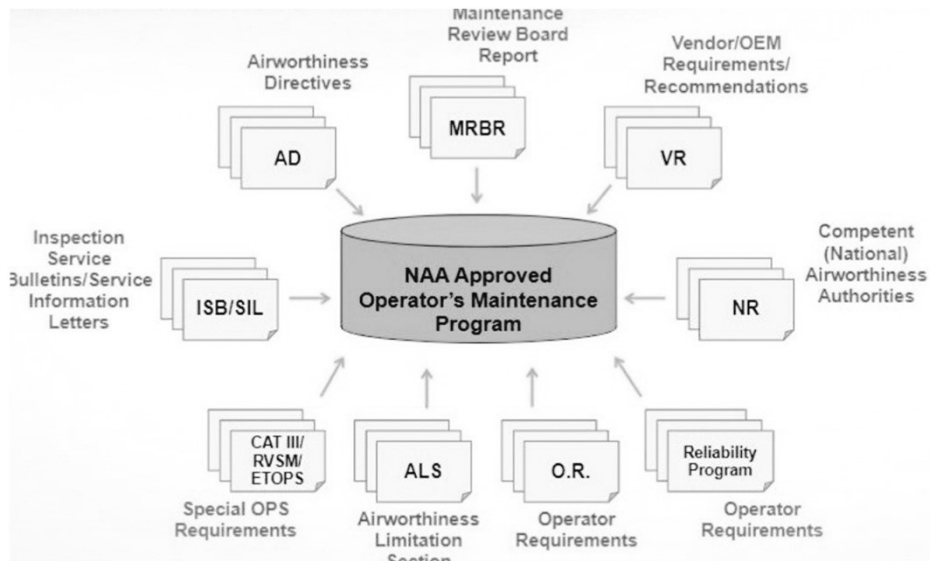 Maintenance
Review Board
Report
Airworthiness
Directives
Vendor/OEM
Requirements/
Recommendations
AD
MRBR
VR
Inspection
Service
Bulletins/Service
Information
Letters
ISB/SIL
NAA Approved
Operator's Maintenance
Program
NR
Competent
(National)
Airworthiness
Authorities
CAT III/
RVSM/
ETOPS
Special OPS
Requirements
ALS
Airworthiness
Limitation
Section
O.R.
Operator
Requirements
Reliability
Program
Operator
Requirements